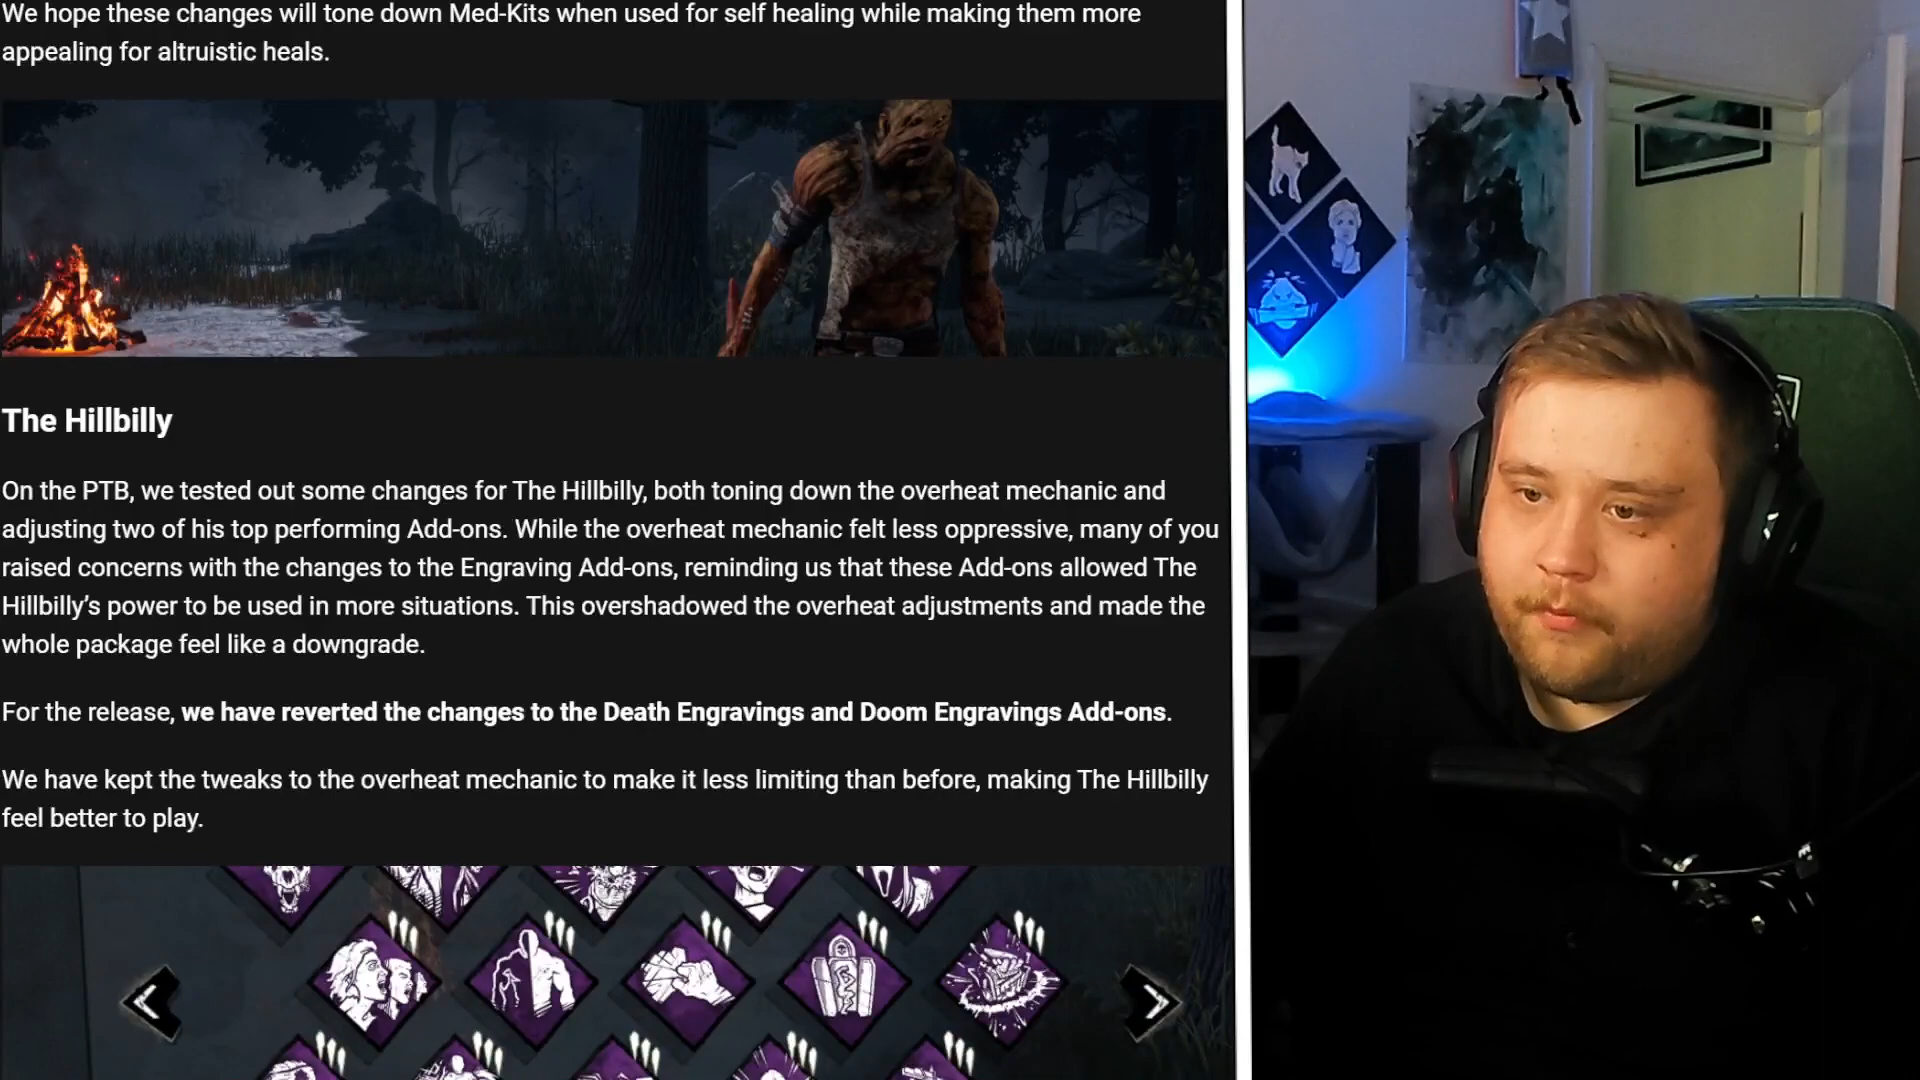 We hope these changes will tone down Med-Kits when used for self healing while making them more
appealing for altruistic heals.
The Hillbilly
On the PTB, we tested out some changes for The Hillbilly, both toning down the overheat mechanic and
adjusting two of his top performing Add-ons. While the overheat mechanic felt less oppressive, many of you
raised concerns with the changes to the Engraving Add-ons, reminding us that these Add-ons allowed The
Hillbilly’s power to be used in more situations. This overshadowed the overheat adjustments and made the
whole package feel like a downgrade.
For the release, we have reverted the changes to the Death Engravings and Doom Engravings Add-ons.
We have kept the tweaks to the overheat mechanic to make it less limiting than before, making The Hillbilly
feel better to play.